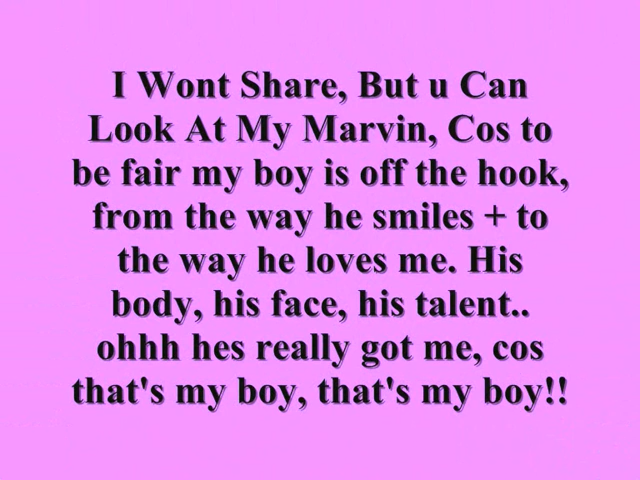 I Wont Share, But u Can
Look At My Marvin, Cos to
be fair my boy is off the hook,
from the way he smiles + to
the way he loves me. His
body, his face, his talent..
ohhh hes really got me, cos
that's my boy, that's my boy!!